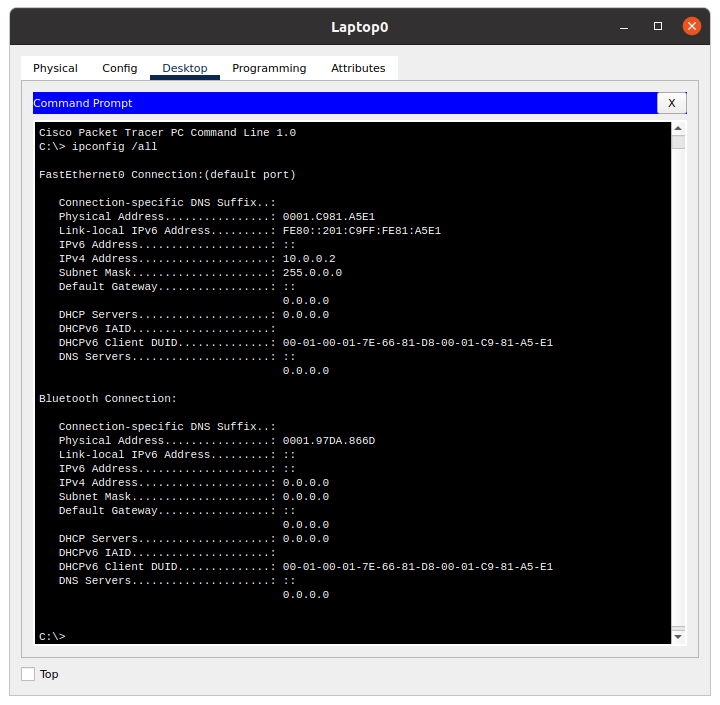 Laptop0
Physical Config Desktop Programming Attributes
Command Prompt X
Cisco Packet Tracer PC Command Line 1.0
C:\> ipconfig /all
FastEthernet0 Connection:(default port)
Connection-specific DNS Suffix..:
Physical Address................: 0001.C981.A5E1
Link-local IPv6 Address.........: FE80::201:C9FF:FE81:A5E1
IPv6 Address....................: ::
IPv4 Address....................: 10.0.0.2
Subnet Mask.....................: 255.0.0.0
Default Gateway.................: ::
0.0.0.0
DHCP Servers....................: 0.0.0.0
DHCPv6 IAID.....................:
DHCPv6 Client DUID..............: 00-01-00-01-7E-66-81-D8-00-01-C9-81-A5-E1
DNS Servers.....................: ::
0.0.0.0
Bluetooth Connection:
Connection-specific DNS Suffix..:
Physical Address................: 0001.97DA.866D
Link-local IPv6 Address.........: ::
IPv6 Address....................: ::
IPv4 Address....................: 0.0.0.0
Subnet Mask.....................: 0.0.0.0
Default Gateway.................: ::
0.0.0.0
DHCP Servers....................: 0.0.0.0
DHCPv6 IAID.....................:
DHCPv6 Client DUID..............: 00-01-00-01-7E-66-81-D8-00-01-C9-81-A5-E1
DNS Servers.....................: ::
0.0.0.0
C:\>
Top